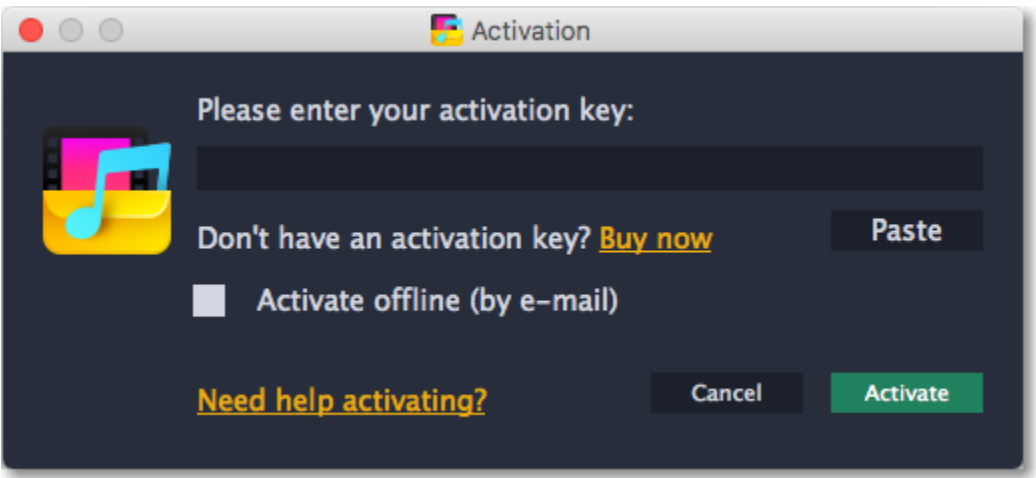 Activation
Please enter your activation key:
Don't have an activation key? Buy now
Paste
Activate offline (by e-mail)
Need help activating?
Cancel
Activate